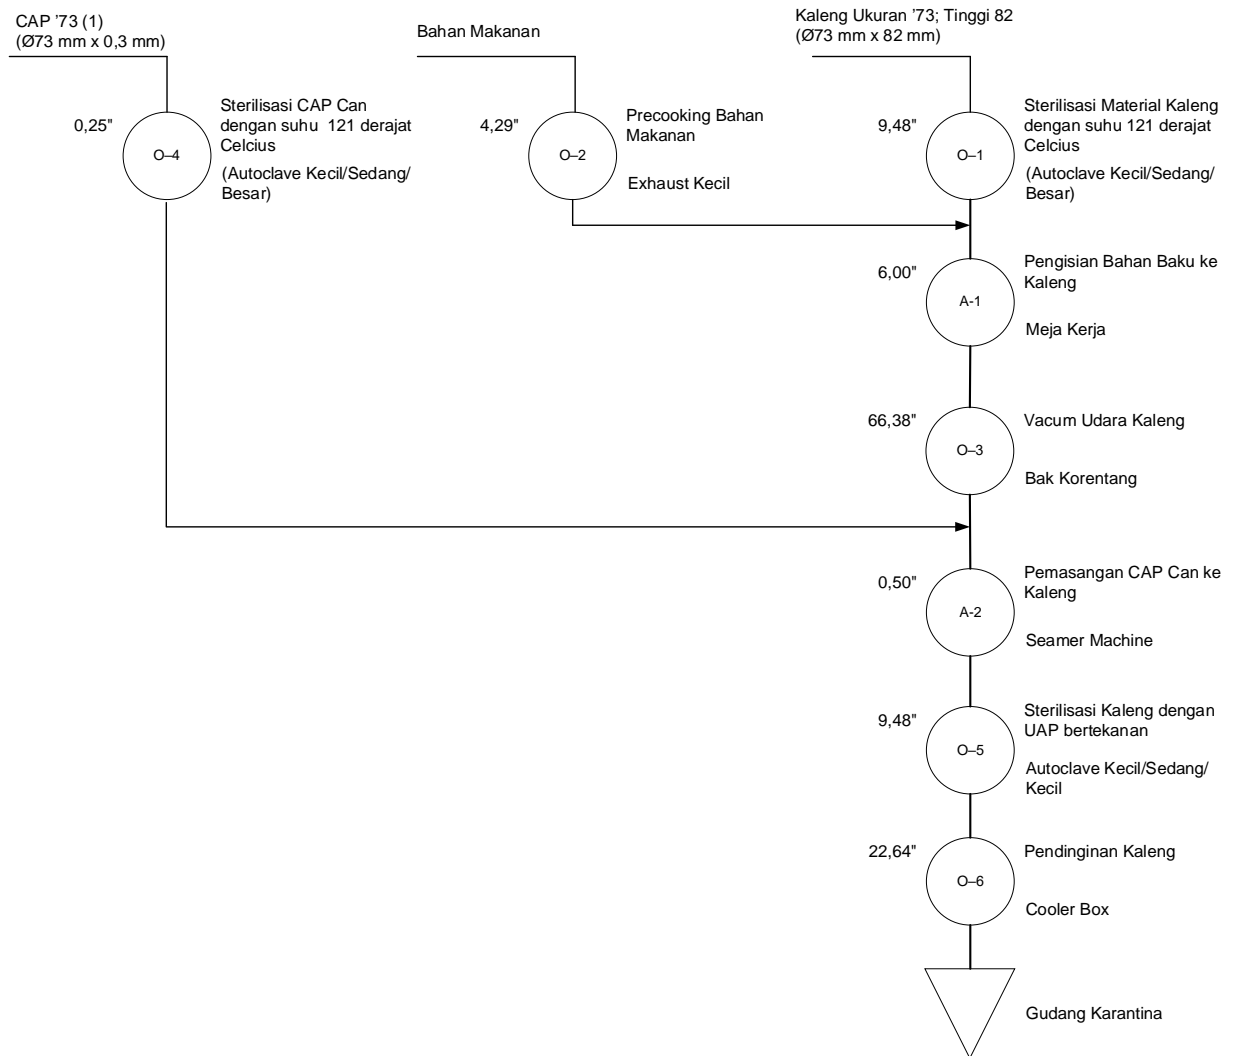 CAP '73 (1)
(Ø73 mm x 0,3 mm)
Bahan Makanan
Kaleng Ukuran '73; Tinggi 82
(Ø73 mm x 82 mm)
0,25"
O–4
Sterilisasi CAP Can
dengan suhu 121 derajat
Celcius
(Autoclave Kecil/Sedang/
Besar)
4,29"
O–2
Precooking Bahan
Makanan
Exhaust Kecil
9,48"
O–1
Sterilisasi Material Kaleng
dengan suhu 121 derajat
Celcius
(Autoclave Kecil/Sedang/
Besar)
6,00"
A-1
Pengisian Bahan Baku ke
Kaleng
Meja Kerja
66,38"
O–3
Vacum Udara Kaleng
Bak Korentang
0,50"
A-2
Pemasangan CAP Can ke
Kaleng
Seamer Machine
9,48"
O–5
Sterilisasi Kaleng dengan
UAP bertekanan
Autoclave Kecil/Sedang/
Kecil
22,64"
O–6
Pendinginan Kaleng
Cooler Box
Gudang Karantina